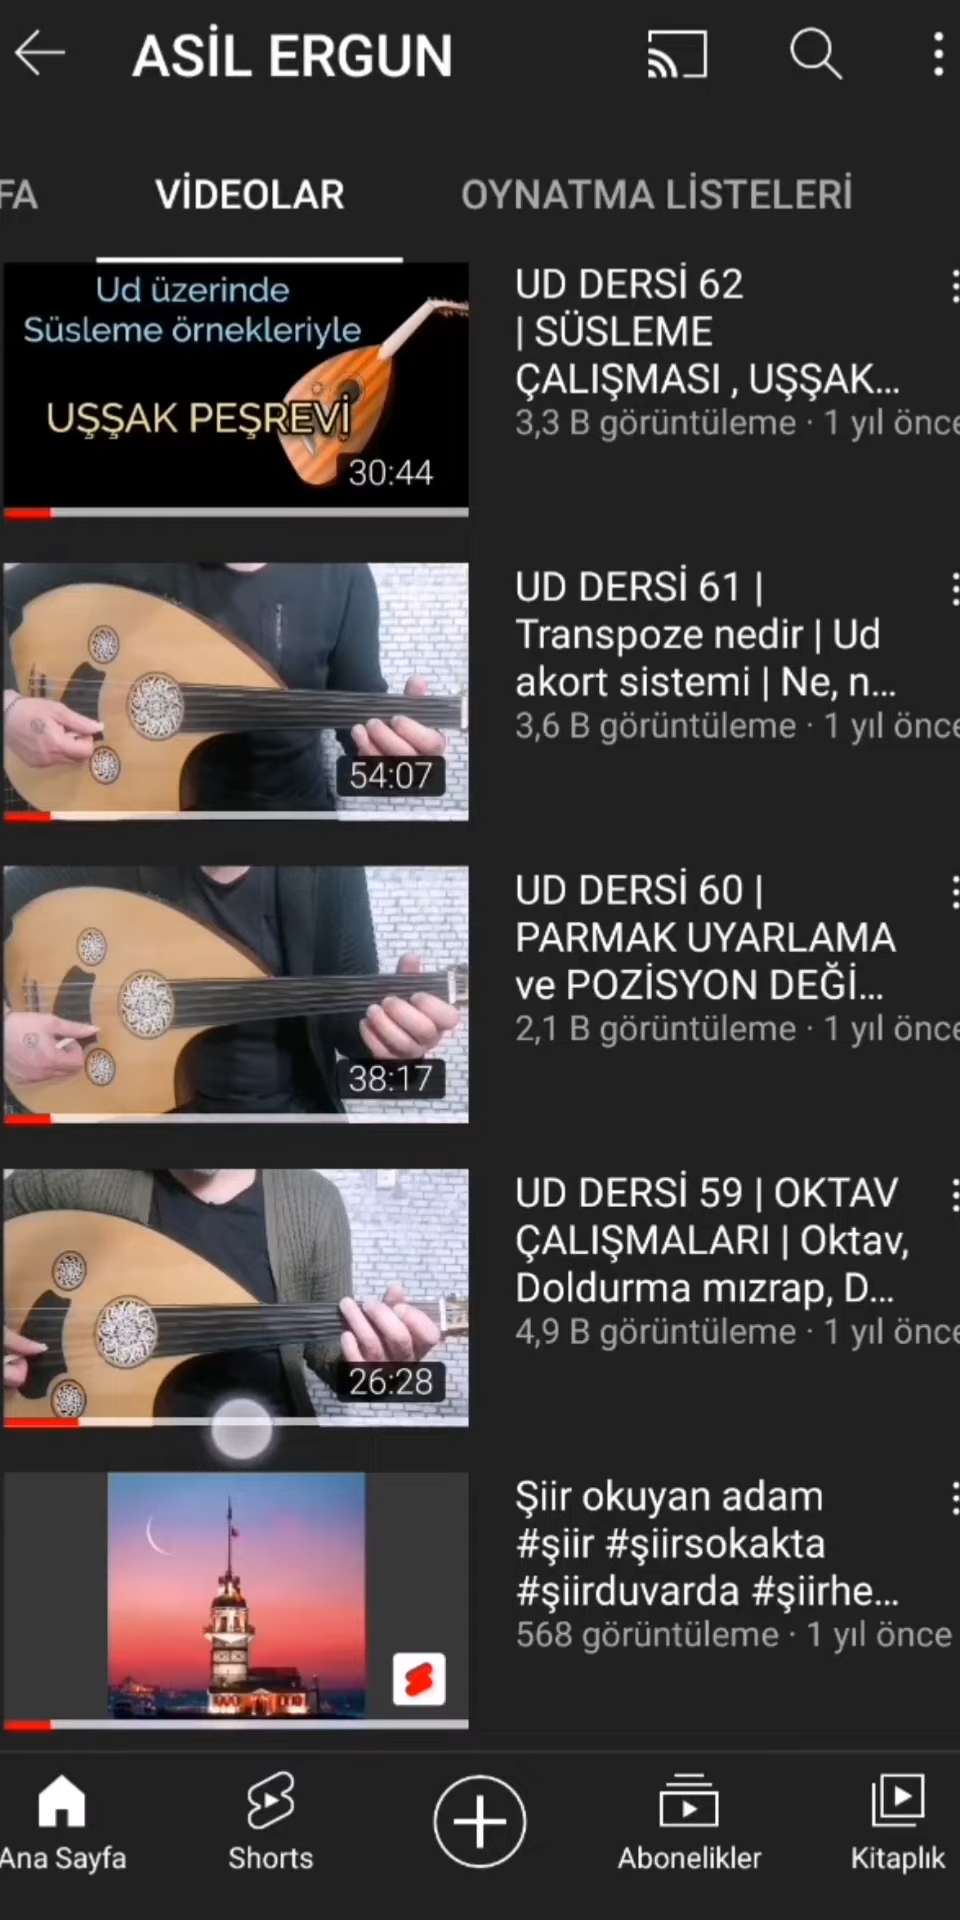 ASİL ERGUN
FA
VİDEOLAR
OYNATMA LİSTELERİ
Ud üzerinde
Süsleme örnekleriyle
UŞŞAK PEŞREVİ
30:44
UD DERSİ 62
| SÜSLEME
ÇALIŞMASI , UŞŞAK...
3,3 B görüntüleme · 1 yıl önce
54:07
UD DERSİ 61 |
Transpoze nedir | Ud
akort sistemi | Ne, n...
3,6 B görüntüleme · 1 yıl önce
38:17
UD DERSİ 60 |
PARMAK UYARLAMA
ve POZİSYON DEĞİ...
2,1 B görüntüleme · 1 yıl önce
26:28
UD DERSİ 59 | OKTAV
ÇALIŞMALARI | Oktav,
Doldurma mızrap, D...
4,9 B görüntüleme · 1 yıl önce
Şiir okuyan adam
#şiir #şiirsokakta
#şiirduvarda #şiirhe...
568 görüntüleme · 1 yıl önce
Ana Sayfa
Shorts
Abonelikler
Kitaplık